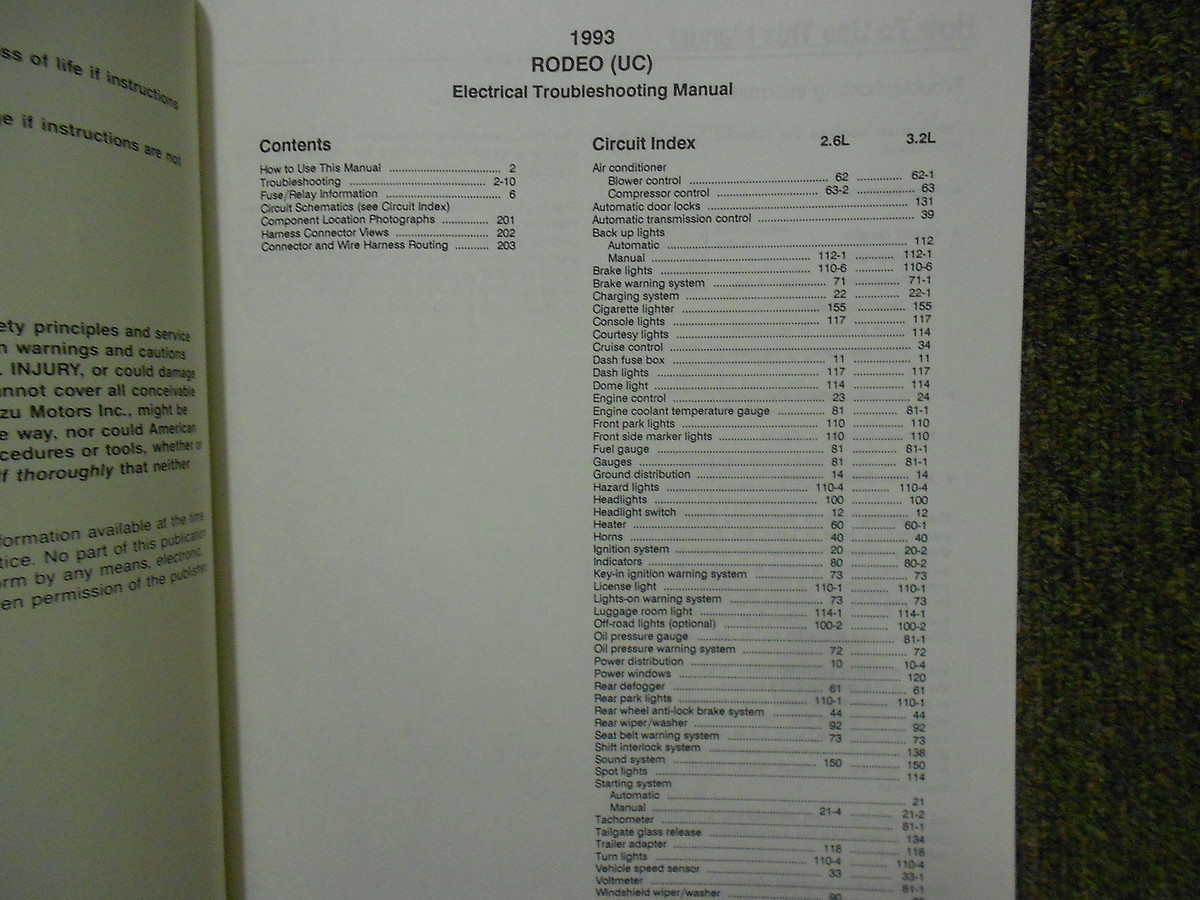 ss of life if instructions
e if instructions are not
ety principles and service
n warnings and cautions
. INJURY, or could damage
annot cover all conceivable
zu Motors Inc., might be
e way, nor could American
cedures or tools, whether or
f thoroughly that neither
formation available at the time
tice. No part of this publication
orm by any means, electronic,
en permission of the publisher
1993
RODEO (UC)
Electrical Troubleshooting Manual
Contents
How to Use This Manual 2
Troubleshooting 2-10
Fuse/Relay Information 6
Circuit Schematics (see Circuit Index)
Component Location Photographs 201
Harness Connector Views 202
Connector and Wire Harness Routing 203
Circuit Index 2.6L 3.2L
Air conditioner
Blower control 62 62-1
Compressor control 63-2 63
Automatic door locks 131
Automatic transmission control 39
Back up lights
Automatic 112
Manual 112-1 112-1
Brake lights 110-6 110-6
Brake warning system 71 71-1
Charging system 22 22-1
Cigarette lighter 155 155
Console lights 117 117
Courtesy lights 114
Cruise control 34
Dash fuse box 11 11
Dash lights 117 117
Dome light 114 114
Engine control 23 24
Engine coolant temperature gauge 81 81-1
Front park lights 110 110
Front side marker lights 110 110
Fuel gauge 81 81-1
Gauges 81 81-1
Ground distribution 14 14
Hazard lights 110-4 110-4
Headlights 100 100
Headlight switch 12 12
Heater 60 60-1
Horns 40 40
Ignition system 20 20-2
Indicators 80 80-2
Key-in ignition warning system 73 73
License light 110-1 110-1
Lights-on warning system 73 73
Luggage room light 114-1 114-1
Off-road lights (optional) 100-2 100-2
Oil pressure gauge 81-1
Oil pressure warning system 72 72
Power distribution 10 10-4
Power windows 120
Rear defogger 61 61
Rear park lights 110-1 110-1
Rear wheel anti-lock brake system 44 44
Rear wiper/washer 92 92
Seat belt warning system 73 73
Shift interlock system 138
Sound system 150 150
Spot lights 114
Starting system
Automatic 21
Manual 21-4 21-2
Tachometer 81-1
Tailgate glass release 134
Trailer adapter 118 118
Turn lights 110-4 110-4
Vehicle speed sensor 33 33-1
Voltmeter 81-1
Windshield wiper/washer 90